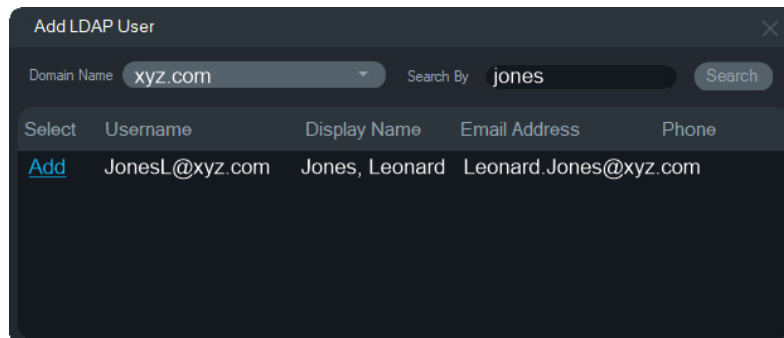 Add LDAP User
Domain Name xyz.com Search By jones Search
Select Username Display Name Email Address Phone
Add JonesL@xyz.com Jones, Leonard Leonard.Jones@xyz.com